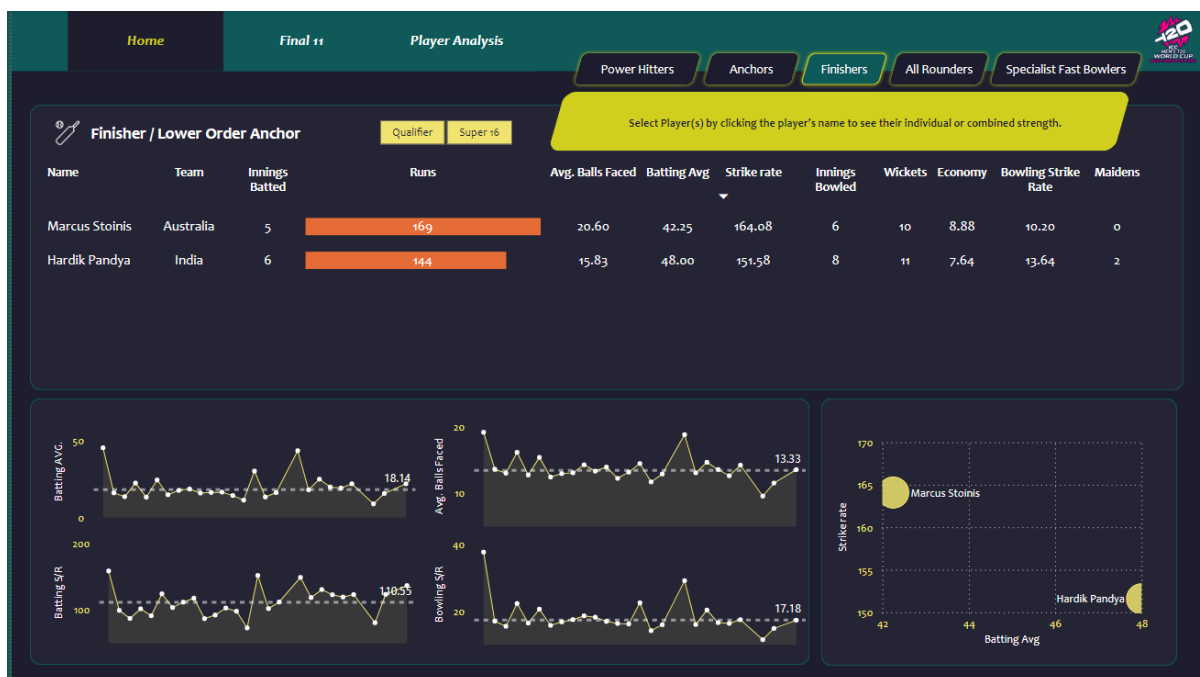 Home
Final 11
Player Analysis
Power Hitters
Anchors
Finishers
All Rounders
Specialist Fast Bowlers
T20
ICC
MEN'S T20
WORLD CUP
Finisher / Lower Order Anchor
Qualifier
Super 16
Select Player(s) by clicking the player's name to see their individual or combined strength.
Name Team Innings Batted Runs Avg. Balls Faced Batting Avg Strike rate Innings Bowled Wickets Economy Bowling Strike Rate Maidens
Marcus Stoinis Australia 5 169 20.60 42.25 164.08 6 10 8.88 10.20 0
Hardik Pandya India 6 144 15.83 48.00 151.58 8 11 7.64 13.64 2
Batting AVG.
50
0
18.14
Avg. Balls Faced
20
10
13.33
Batting S/R
200
100
110.55
Bowling S/R
40
20
17.18
Strike rate
170
165
160
155
150
Marcus Stoinis
Hardik Pandya
42 44 46 48
Batting Avg